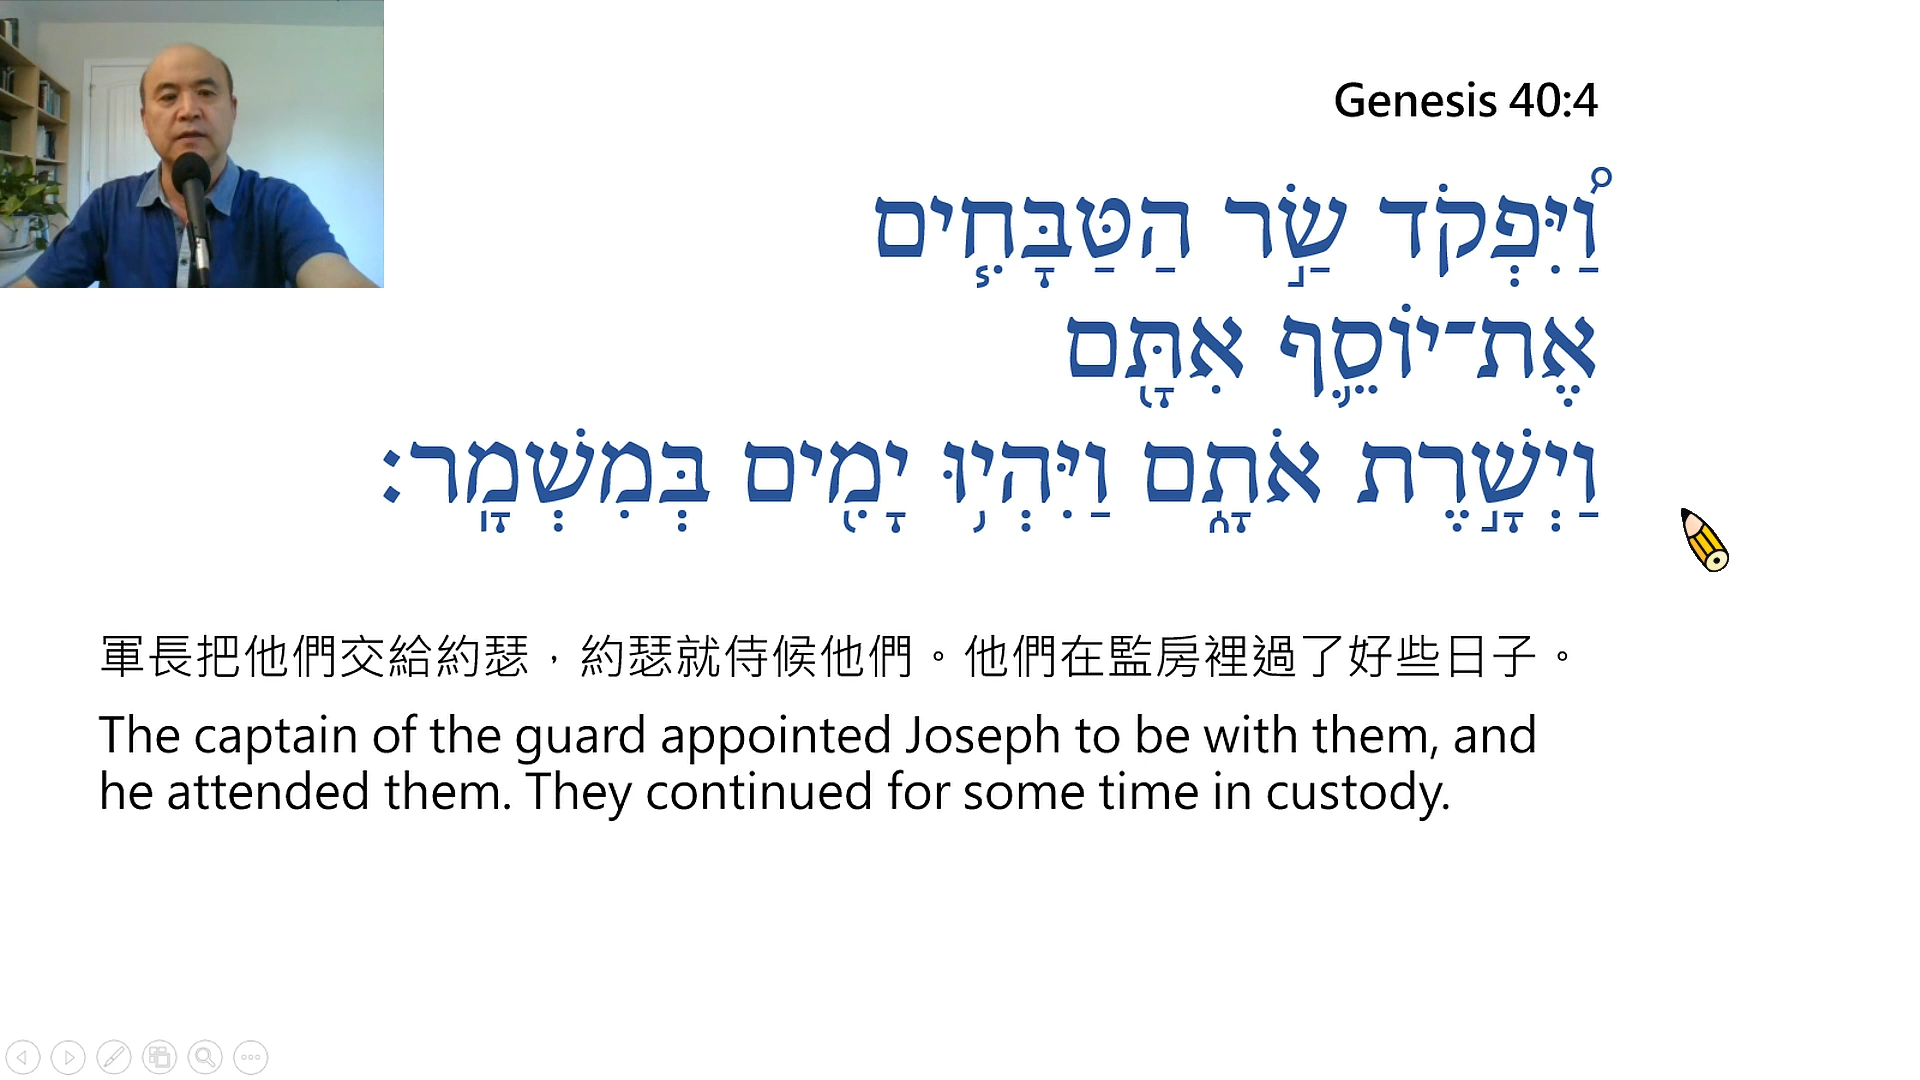 Genesis 40:4
וַ֠יִּפְקֹד שַׂ֣ר הַטַּבָּחִ֧ים
אֶת־יוֹסֵ֛ף אִתָּ֖ם
וַיְשָׁ֣רֶת אֹתָ֑ם וַיִּהְי֥וּ יָמִ֖ים בְּמִשְׁמָֽר׃
軍長把他們交給約瑟，約瑟就侍候他們。他們在監房裡過了好些日子。
The captain of the guard appointed Joseph to be with them, and
he attended them. They continued for some time in custody.